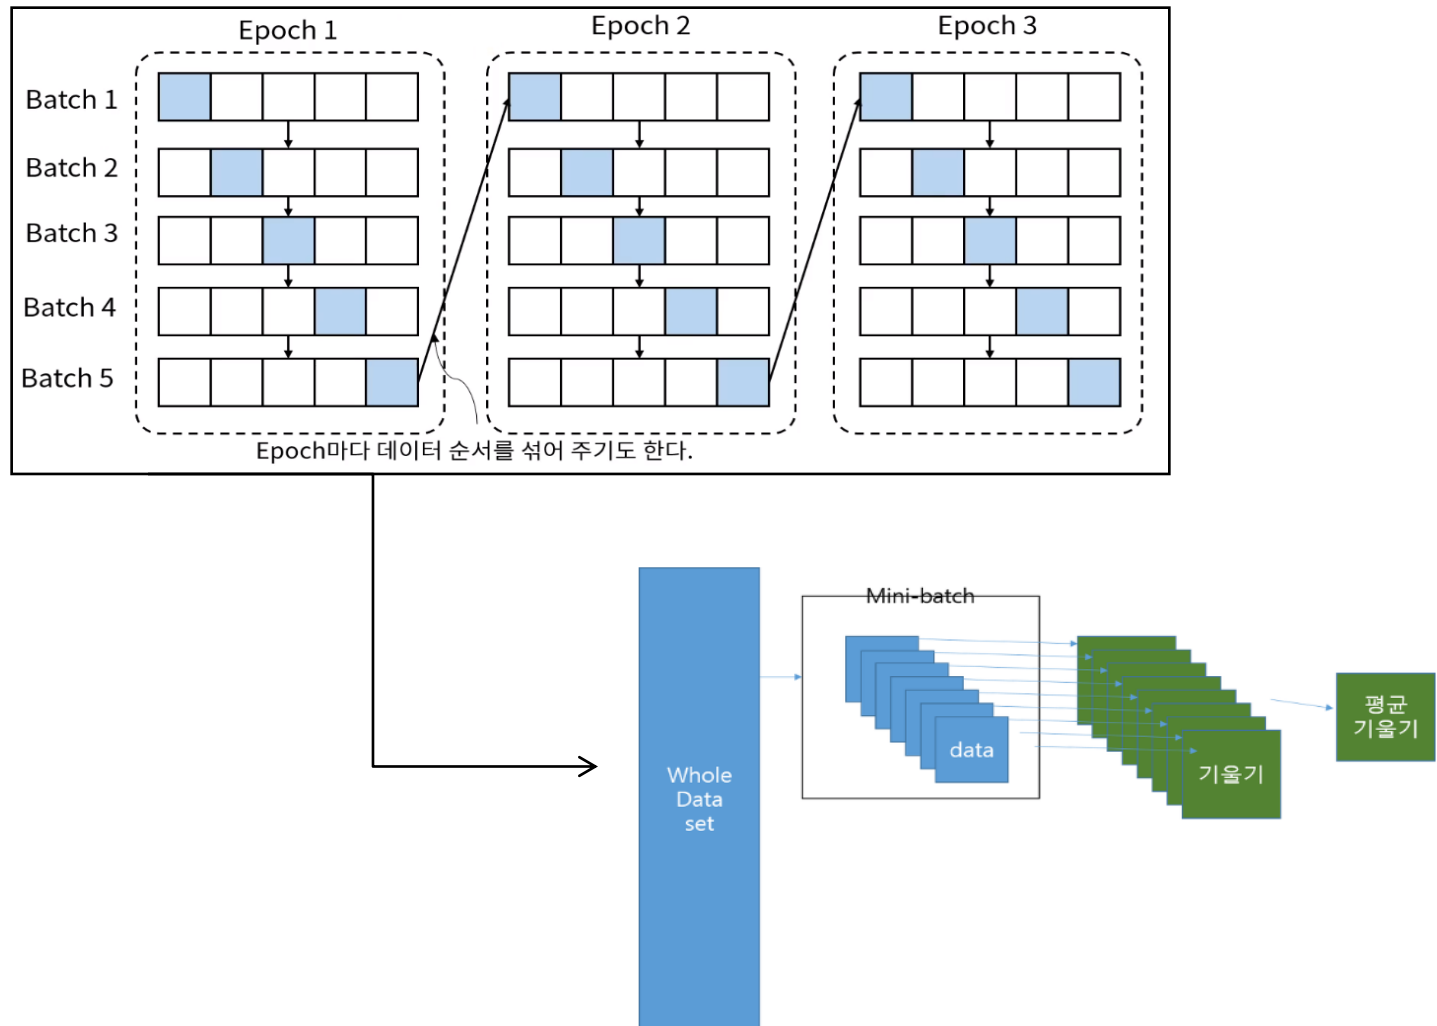 Epoch 1
Epoch 2
Epoch 3
Batch 1
Batch 2
Batch 3
Batch 4
Batch 5
Epoch마다 데이터 순서를 섞어 주기도 한다.
Mini-batch
Whole
Data
set
data
기울기
평균
기울기